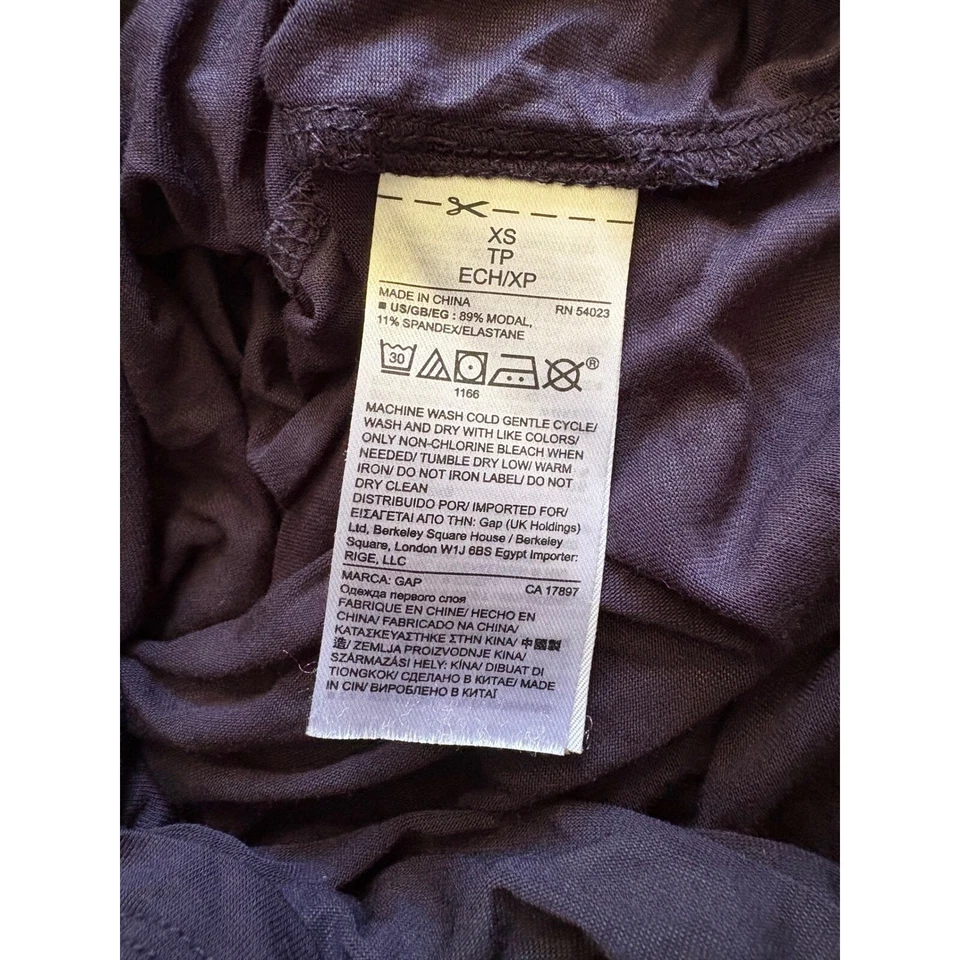 XS
TP
ECH/XP
MADE IN CHINA RN 54023
■ US/GB/EG : 89% MODAL,
11% SPANDEX/ELASTANE
30
®
1166
MACHINE WASH COLD GENTLE CYCLE/
WASH AND DRY WITH LIKE COLORS/
ONLY NON-CHLORINE BLEACH WHEN
NEEDED/ TUMBLE DRY LOW/ WARM
IRON/ DO NOT IRON LABEL/ DO NOT
DRY CLEAN
DISTRIBUIDO POR/ IMPORTED FOR/
ΕΙΣΑΓΕΤΑΙ ΑΠΟ ΤΗΝ: Gap (UK Holdings)
Ltd, Berkeley Square House / Berkeley
Square, London W1J 6BS Egypt Importer:
RIGE, LLC
MARCA: GAP CA 17897
Одежда первого слоя
FABRIQUE EN CHINE/ HECHO EN
CHINA/ FABRICADO NA CHINA/
ΚΑΤΑΣΚΕΥΑΣΤΗΚΕ ΣΤΗΝ ΚΙΝΑ/ 中國製
造/ ZEMLJA PROIZVODNJE KINA/
SZÁRMAZÁSI HELY: KÍNA/ DIBUAT DI
TIONGKOK/ СДЕЛАНО В КИТАЕ/ MADE
IN CIN/ ВИРОБЛЕНО В КИТАЇ